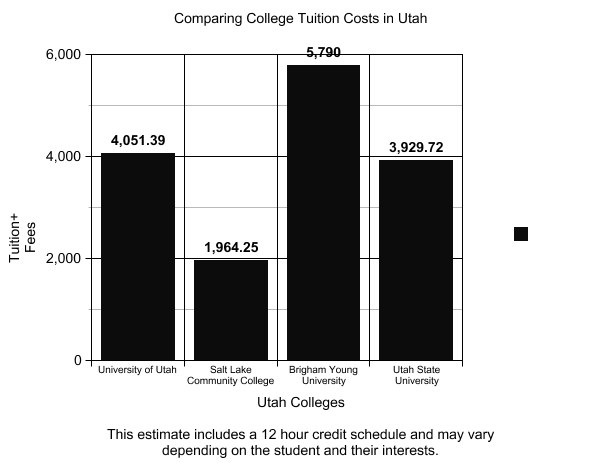 Comparing College Tuition Costs in Utah
6,000
4,000
2,000
0
Tuition+
Fees
4,051.39
1,964.25
5,790
3,929.72
University of Utah
Salt Lake
Community College
Brigham Young
University
Utah State
University
Utah Colleges
This estimate includes a 12 hour credit schedule and may vary
depending on the student and their interests.